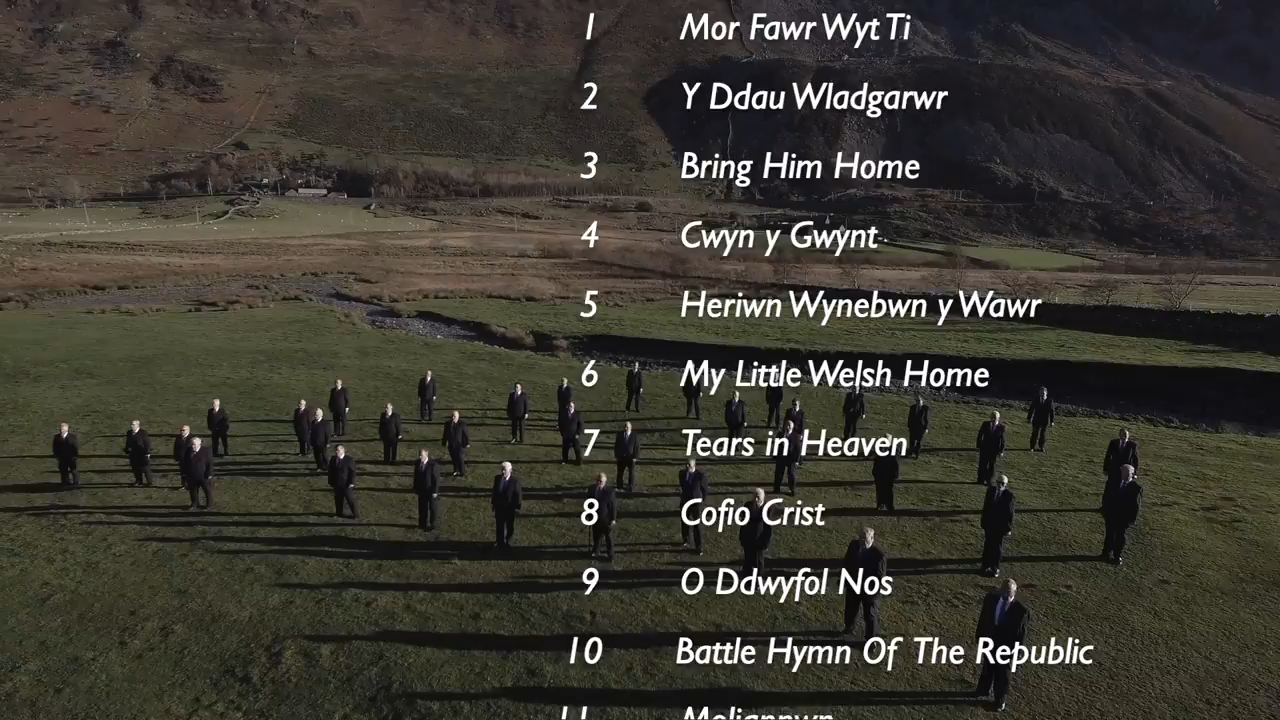 1 Mor Fawr Wyt Ti
2 Y Ddau Wladgarwr
3 Bring Him Home
4 Cwyn y Gwynt
5 Heriwn Wynebwn y Wawr
6 My Little Welsh Home
7 Tears in Heaven
8 Cofio Crist
9 O Ddwyfol Nos
10 Battle Hymn Of The Republic
11 Moliannwn